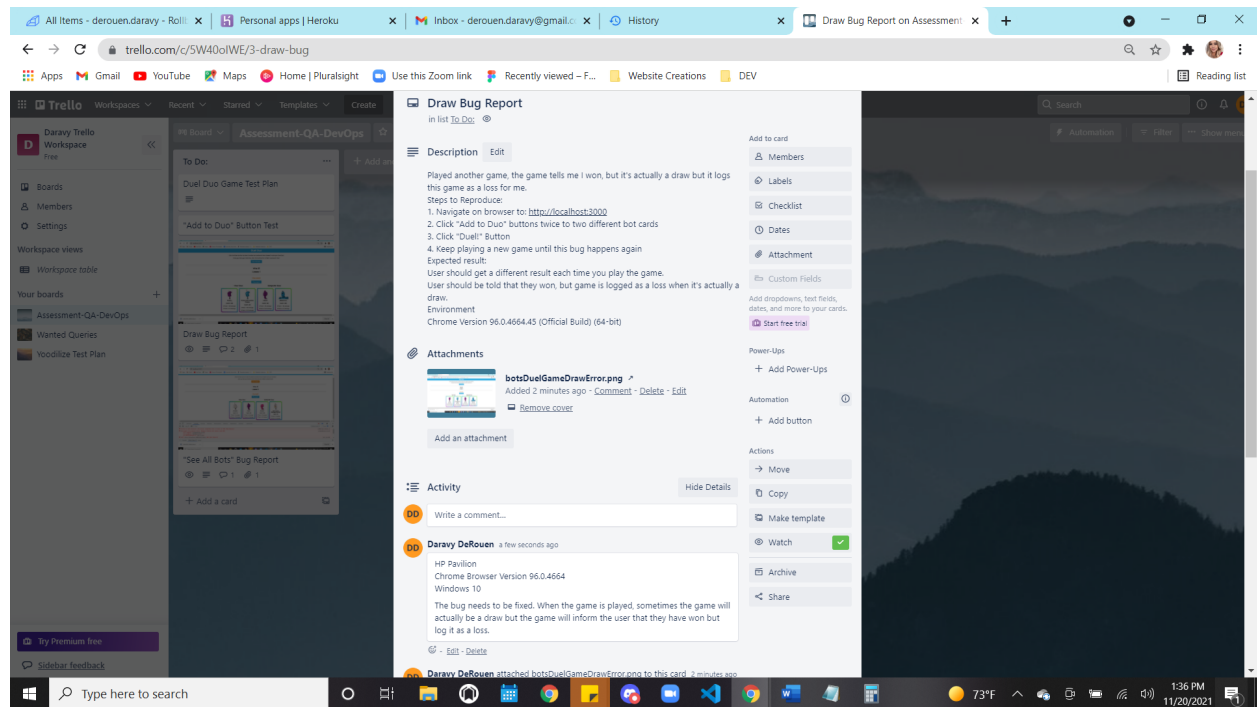 All Items - derouen.daravy - Rollb
Personal apps | Heroku
Inbox - derouen.daravy@gmail.c
History
Draw Bug Report on Assessment
trello.com/c/5W40oIWE/3-draw-bug
Apps
Gmail
YouTube
Maps
Home | Pluralsight
Use this Zoom link
Recently viewed – F...
Website Creations
DEV
Reading list
Trello
Workspaces
Recent
Starred
Templates
Create
Search
D
Daravy Trello
Workspace
Free
Boards
Members
Settings
Workspace views
Workspace table
Your boards
Assessment-QA-DevOps
Wanted Queries
Yoodilize Test Plan
Try Premium free
Sidebar feedback
Board
Assessment-QA-DevOps
Automation
Filter
Show menu
To Do:
Duel Duo Game Test Plan
"Add to Duo" Button Test
Draw Bug Report
2
1
"See All Bots" Bug Report
1
1
+ Add a card
+ Add an
Draw Bug Report
in list To Do:
Description
Edit
Played another game, the game tells me I won, but it's actually a draw but it logs
this game as a loss for me.
Steps to Reproduce:
1. Navigate on browser to: http://localhost:3000
2. Click "Add to Duo" buttons twice to two different bot cards
3. Click "Duel!" Button
4. Keep playing a new game until this bug happens again
Expected result:
User should get a different result each time you play the game.
User should be told that they won, but game is logged as a loss when it's actually a
draw.
Environment
Chrome Version 96.0.4664.45 (Official Build) (64-bit)
Attachments
botsDuelGameDrawError.png ↗
Added 2 minutes ago - Comment - Delete - Edit
Remove cover
Add an attachment
Activity
Hide Details
DD
Write a comment...
DD
Daravy DeRouen a few seconds ago
HP Pavilion
Chrome Browser Version 96.0.4664
Windows 10
The bug needs to be fixed. When the game is played, sometimes the game will
actually be a draw but the game will inform the user that they have won but
log it as a loss.
- Edit - Delete
DD
Daravy DeRouen attached botsDuelGameDrawError.png to this card 2 minutes ago
Add to card
Members
Labels
Checklist
Dates
Attachment
Custom Fields
Add dropdowns, text fields,
dates, and more to your cards.
Start free trial
Power-Ups
+ Add Power-Ups
Automation
+ Add button
Actions
Move
Copy
Make template
Watch
Archive
Share
Type here to search
73°F
1:36 PM
11/20/2021
1